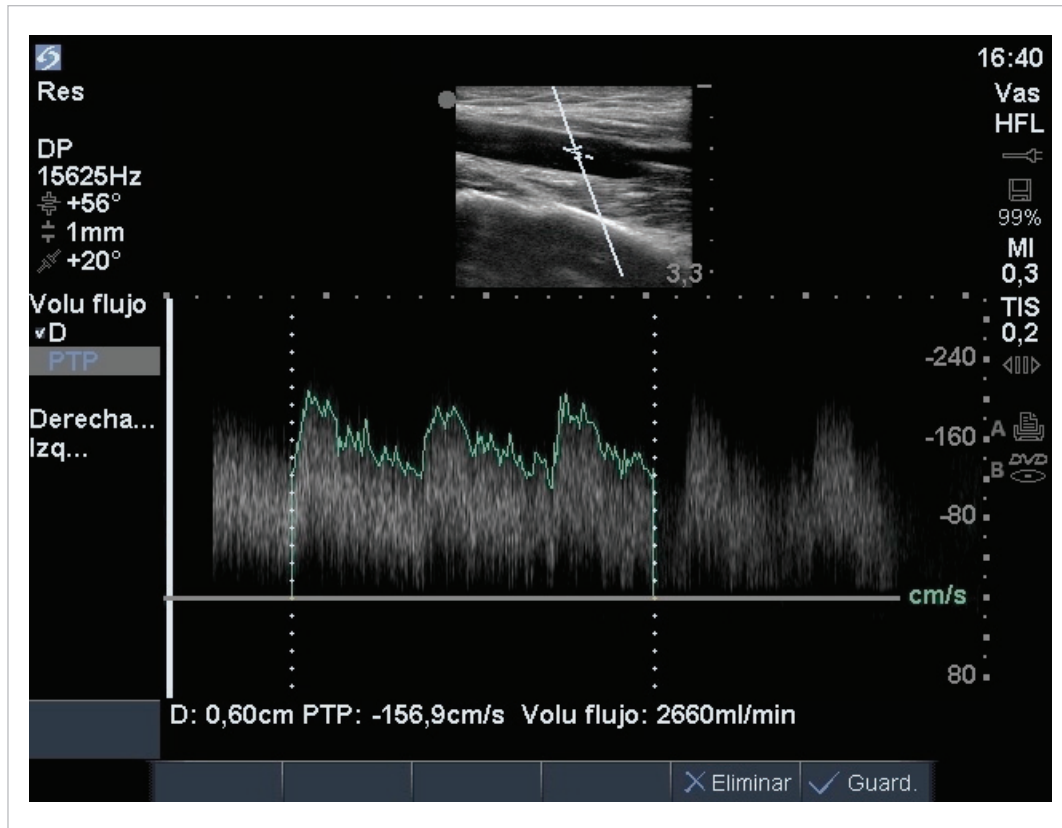 16:40
Res
Vas
HFL
DP
15625Hz
+56°
1mm
+20°
99%
MI
0,3
TIS
0,2
3,3
Volu flujo
D
PTP
Derecha...
Izq...
-240
-160
-80
cm/s
80
A
B DVD
D: 0,60cm PTP: -156,9cm/s Volu flujo: 2660ml/min
Eliminar
Guard.